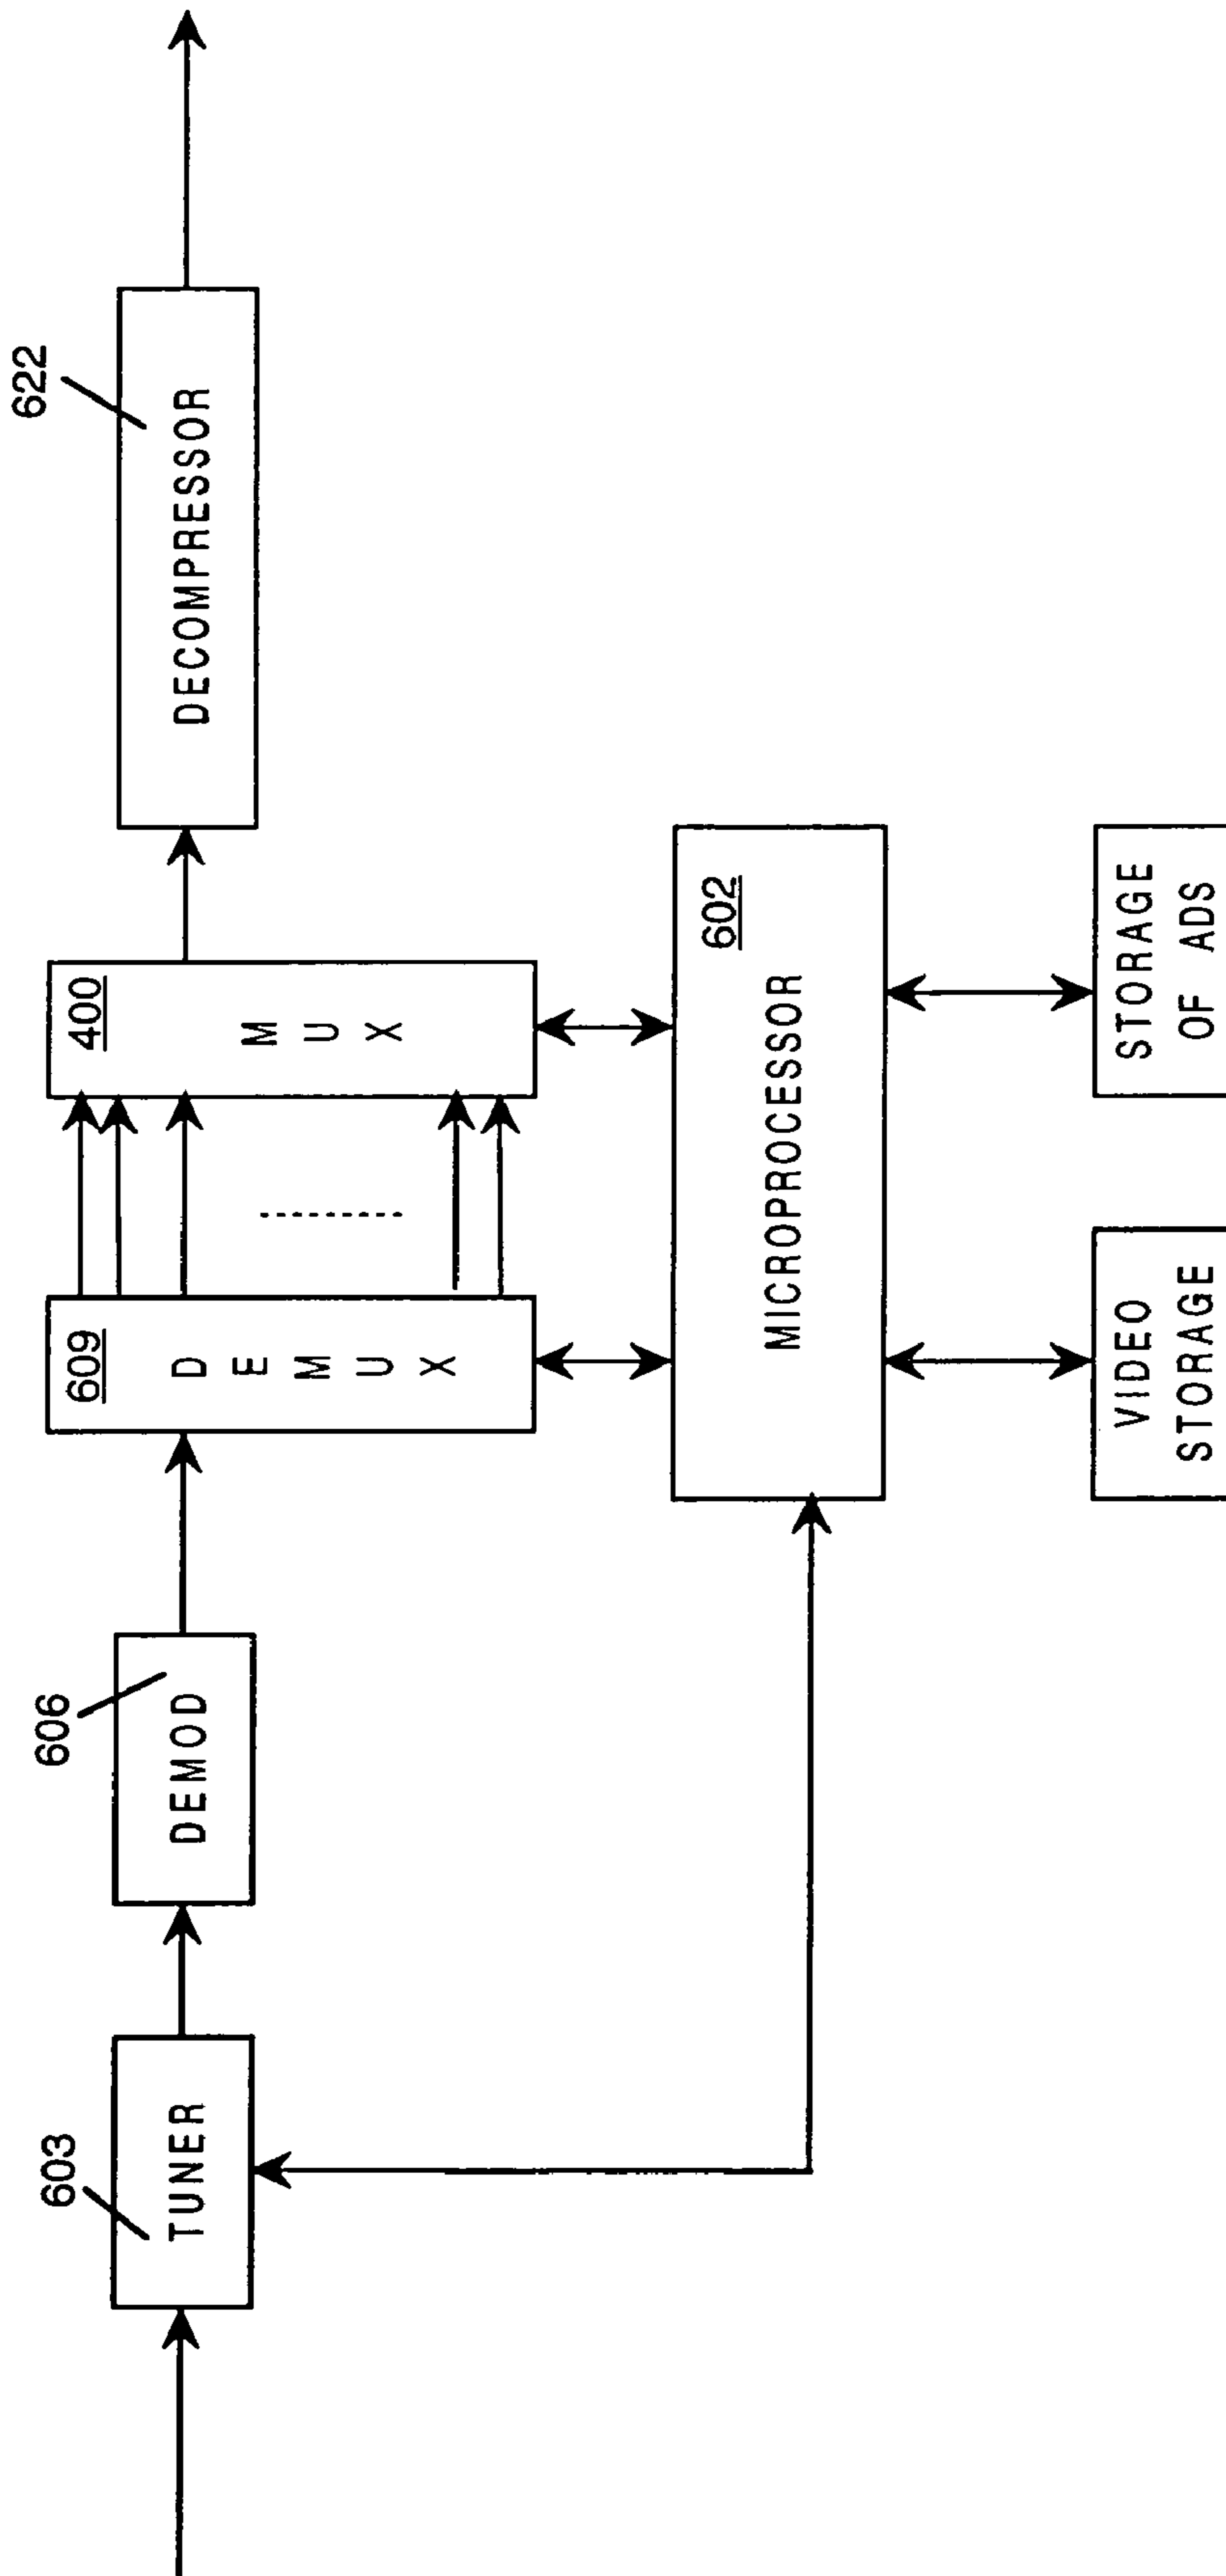 603
TUNER
606
DEMOD
609
DEMUX
400
MUX
622
DECOMPRESSOR
602
MICROPROCESSOR
VIDEO
STORAGE
STORAGE
OF ADS